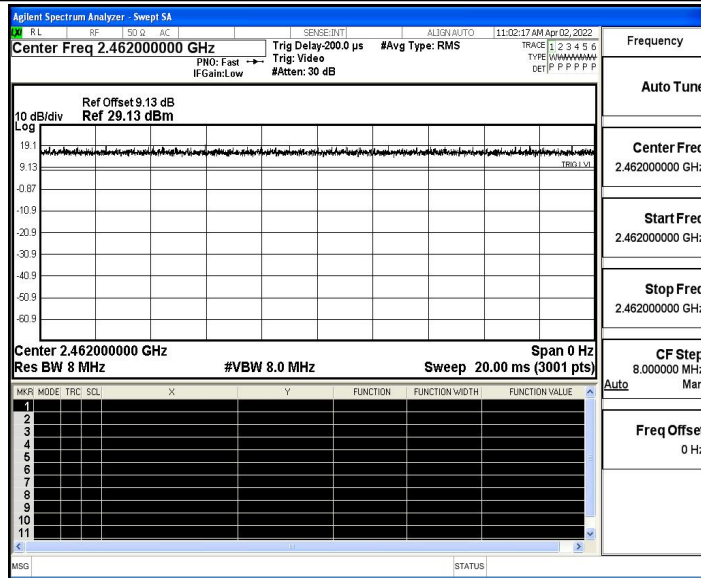 Agilent Spectrum Analyzer - Swept SA
RL RF 50 Ω AC SENSE:INT ALIGN AUTO 11:02:17 AM Apr 02, 2022
Center Freq 2.462000000 GHz Trig Delay-200.0 µs #Avg Type: RMS TRACE 1 2 3 4 5 6
PNO: Fast Trig: Video TYPE
IFGain:Low #Atten: 30 dB DET P P P P P P
Ref Offset 9.13 dB
10 dB/div Ref 29.13 dBm
Log
19.1
9.13
TRIG LVL
-0.87
-10.9
-20.9
-30.9
-40.9
-50.9
-60.9
Center 2.462000000 GHz Span 0 Hz
Res BW 8 MHz #VBW 8.0 MHz Sweep 20.00 ms (3001 pts)
MKR MODE TRC SCL X Y FUNCTION FUNCTION WIDTH FUNCTION VALUE
1
2
3
4
5
6
7
8
9
10
11
MSG STATUS
Frequency
Auto Tune
Center Freq
2.462000000 GHz
Start Freq
2.462000000 GHz
Stop Freq
2.462000000 GHz
CF Step
8.000000 MHz
Auto Man
Freq Offset
0 Hz